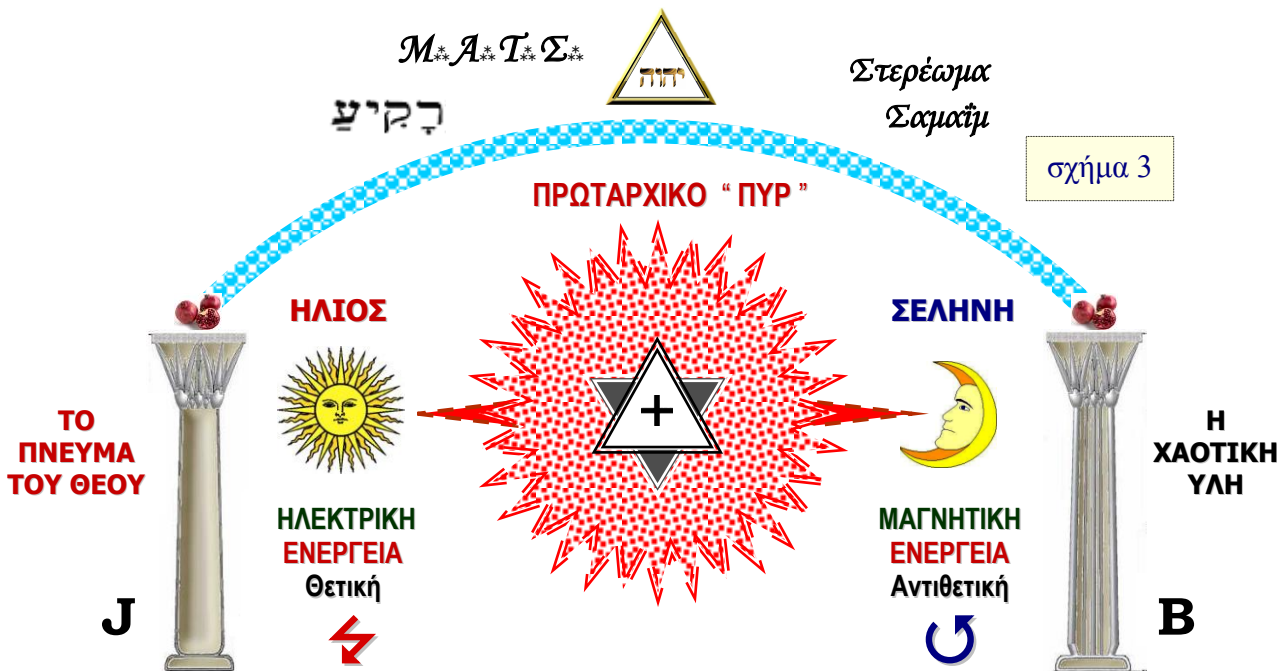 Μ⁂Α⁂Τ⁂Σ⁂
יהוה
Στερέωμα
Σαμαΐμ
רָקִיעַ
σχήμα 3
ΠΡΩΤΑΡΧΙΚΟ “ ΠΥΡ ”
ΗΛΙΟΣ
ΣΕΛΗΝΗ
+
ΤΟ
ΠΝΕΥΜΑ
ΤΟΥ ΘΕΟΥ
Η
ΧΑΟΤΙΚΗ
ΥΛΗ
ΗΛΕΚΤΡΙΚΗ
ΕΝΕΡΓΕΙΑ
Θετική
ΜΑΓΝΗΤΙΚΗ
ΕΝΕΡΓΕΙΑ
Αντιθετική
J
B